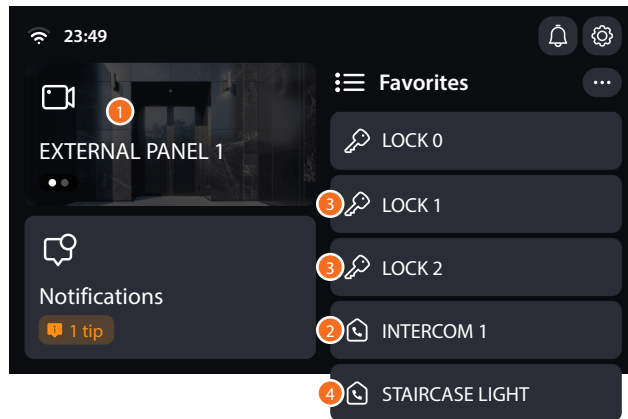 23:49
1
EXTERNAL PANEL 1
Notifications
1 tip
Favorites
LOCK 0
3 LOCK 1
3 LOCK 2
2 INTERCOM 1
4 STAIRCASE LIGHT